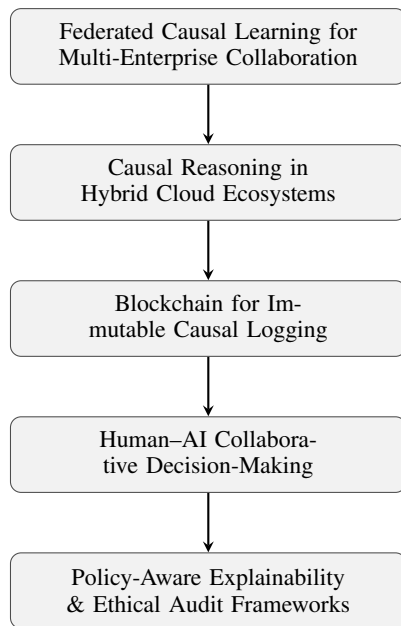 Federated Causal Learning for
Multi-Enterprise Collaboration
Causal Reasoning in
Hybrid Cloud Ecosystems
Blockchain for Im-
mutable Causal Logging
Human–AI Collabora-
tive Decision-Making
Policy-Aware Explainability
& Ethical Audit Frameworks